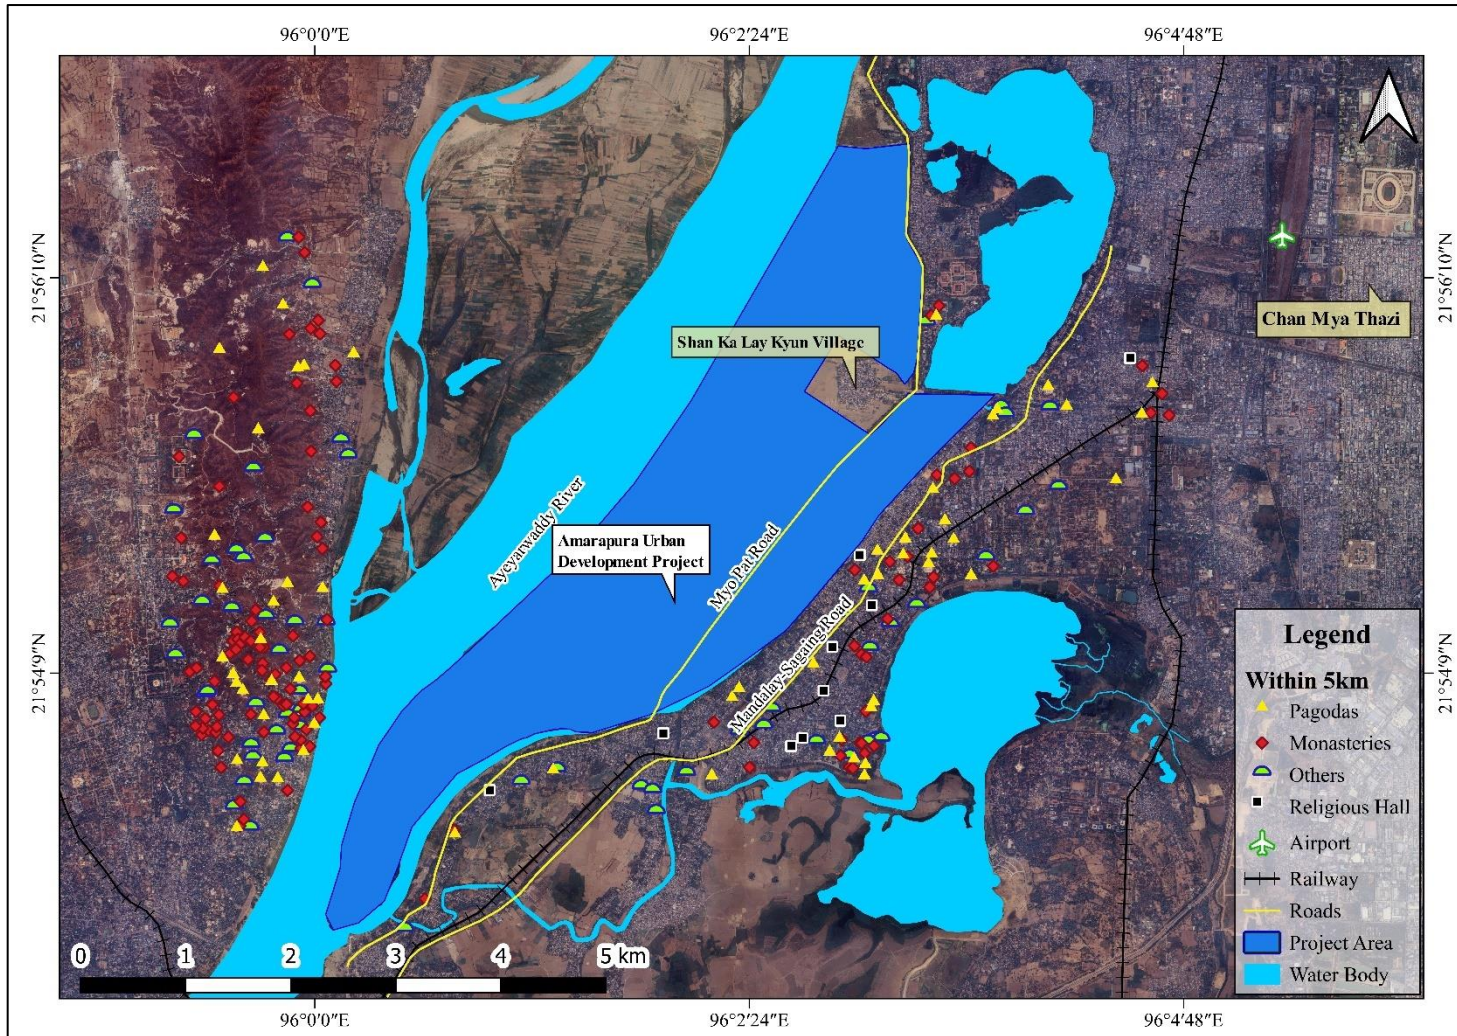 96°0′0″E
96°2′24″E
96°4′48″E
21°56′10″N
21°56′10″N
Chan Mya Thazi
Shan Ka Lay Kyun Village
Ayeyarwaddy River
Amarapura Urban
Development Project
Myo Pat Road
Mandalay-Sagaing Road
21°54′9″N
21°54′9″N
Legend
Within 5km
Pagodas
Monasteries
Others
Religious Hall
Airport
Railway
Roads
Project Area
Water Body
0 1 2 3 4 5 km
96°0′0″E
96°2′24″E
96°4′48″E